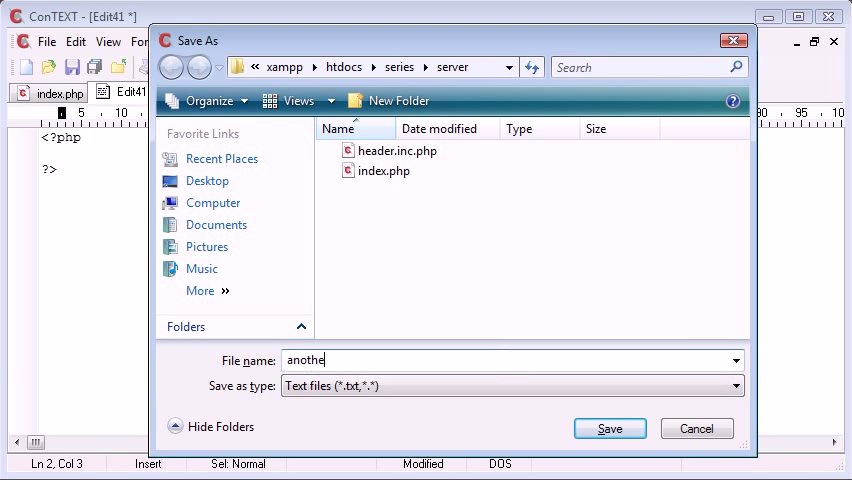 ConTEXT - [Edit41 *]
File Edit View For
Save As
« xampp htdocs series server
Search
Organize Views New Folder
index.php Edit41
5 10 90 95 10
<?php
?>
Favorite Links
Recent Places
Desktop
Computer
Documents
Pictures
Music
More »
Folders
Name Date modified Type Size
header.inc.php
index.php
File name: anothe
Save as type: Text files (*.txt,*.*)
Hide Folders
Save Cancel
Ln 2, Col 3 Insert Sel: Normal Modified DOS